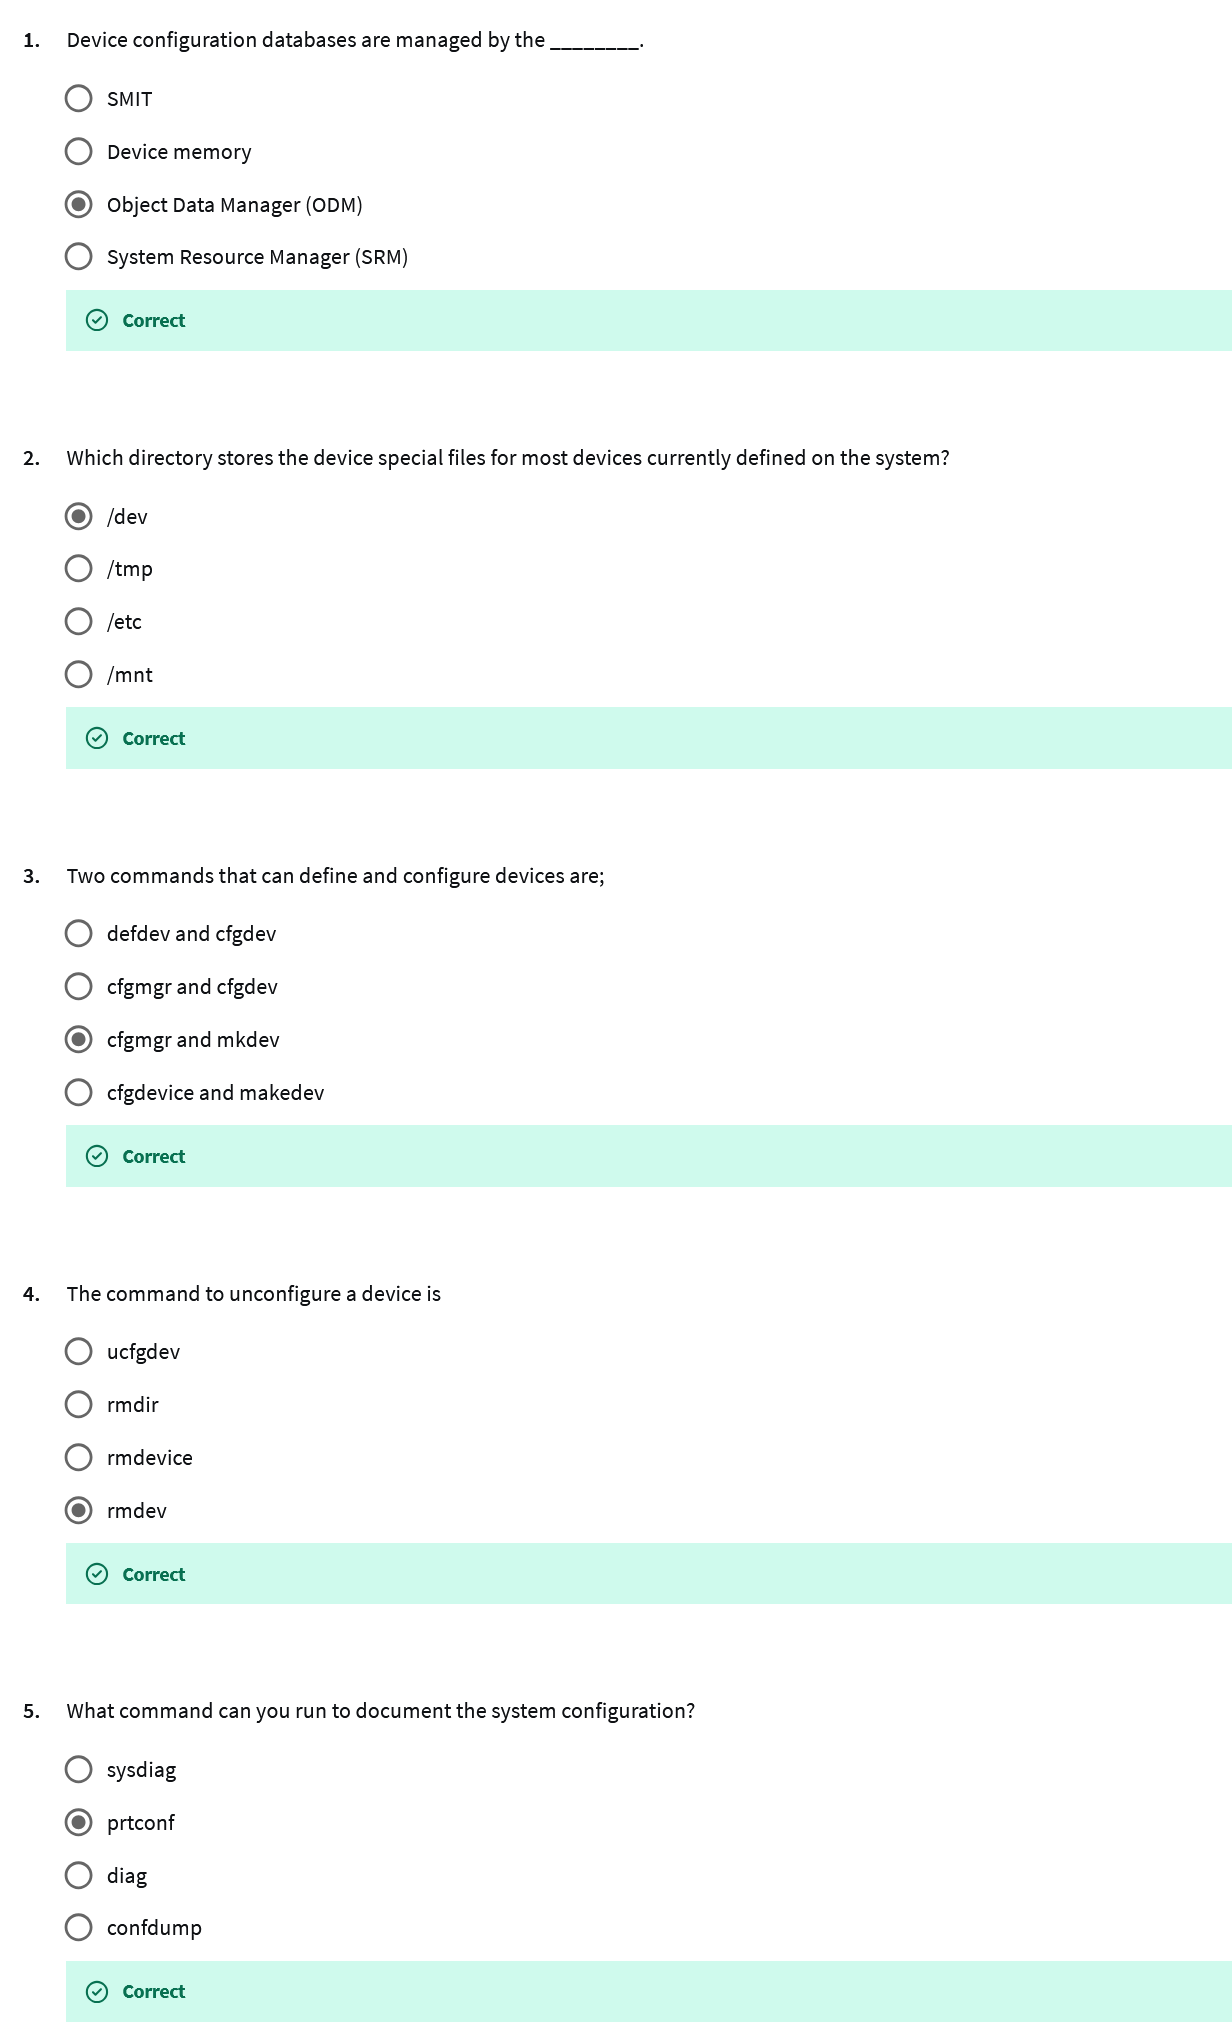 1. Device configuration databases are managed by the ________.
SMIT
Device memory
Object Data Manager (ODM)
System Resource Manager (SRM)
Correct
2. Which directory stores the device special files for most devices currently defined on the system?
/dev
/tmp
/etc
/mnt
Correct
3. Two commands that can define and configure devices are;
defdev and cfgdev
cfgmgr and cfgdev
cfgmgr and mkdev
cfgdevice and makedev
Correct
4. The command to unconfigure a device is
ucfgdev
rmdir
rmdevice
rmdev
Correct
5. What command can you run to document the system configuration?
sysdiag
prtconf
diag
confdump
Correct